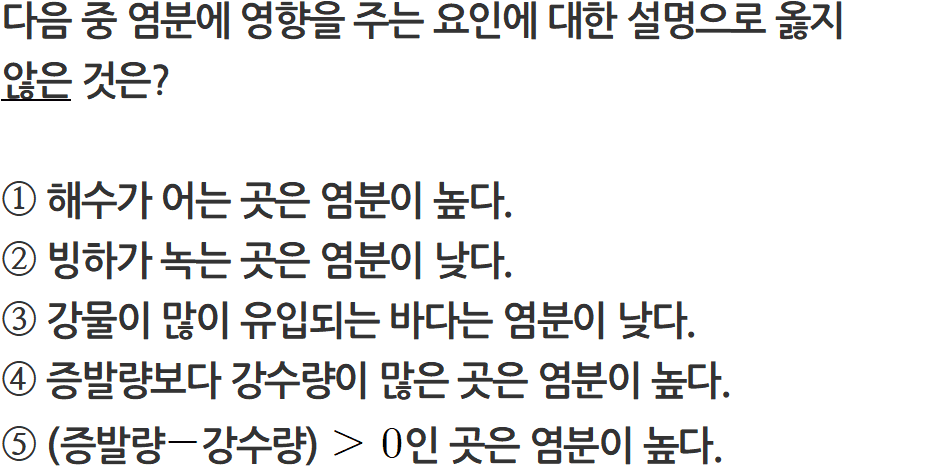 다음 중 염분에 영향을 주는 요인에 대한 설명으로 옳지
않은 것은?
① 해수가 어는 곳은 염분이 높다.
② 빙하가 녹는 곳은 염분이 낮다.
③ 강물이 많이 유입되는 바다는 염분이 낮다.
④ 증발량보다 강수량이 많은 곳은 염분이 높다.
⑤ (증발량－강수량) > 0인 곳은 염분이 높다.